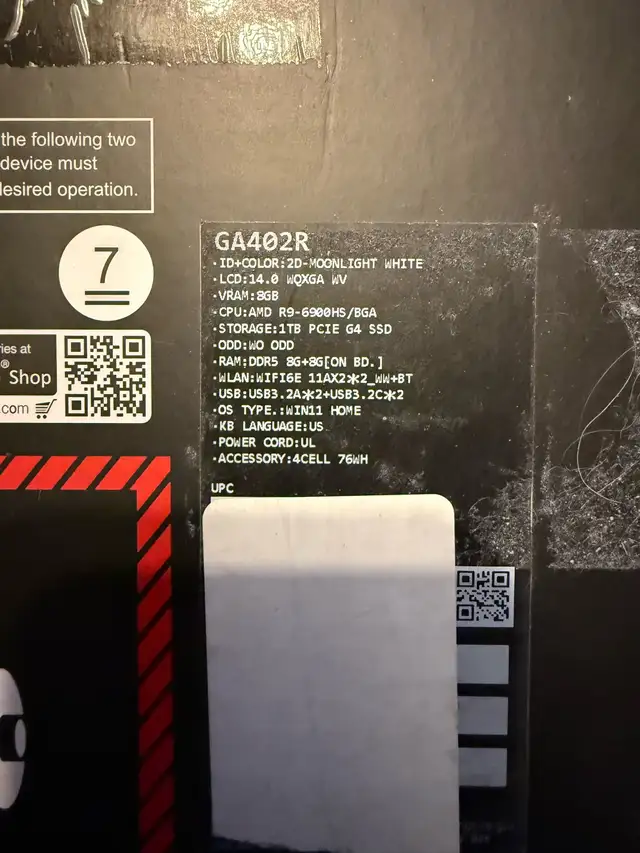 the following two
device must
desired operation.
7
GA402R
·ID+COLOR:2D-MOONLIGHT WHITE
·LCD:14.0 WQXGA WV
·VRAM:8GB
·CPU:AMD R9-6900HS/BGA
·STORAGE:1TB PCIE G4 SSD
·ODD:WO ODD
·RAM:DDR5 8G+8G[ON BD.]
·WLAN:WIFI6E 11AX2*2_WW+BT
·USB:USB3.2A*2+USB3.2C*2
·OS TYPE.:WIN11 HOME
·KB LANGUAGE:US
·POWER CORD:UL
·ACCESSORY:4CELL 76WH
UPC
at
®
Shop
.com